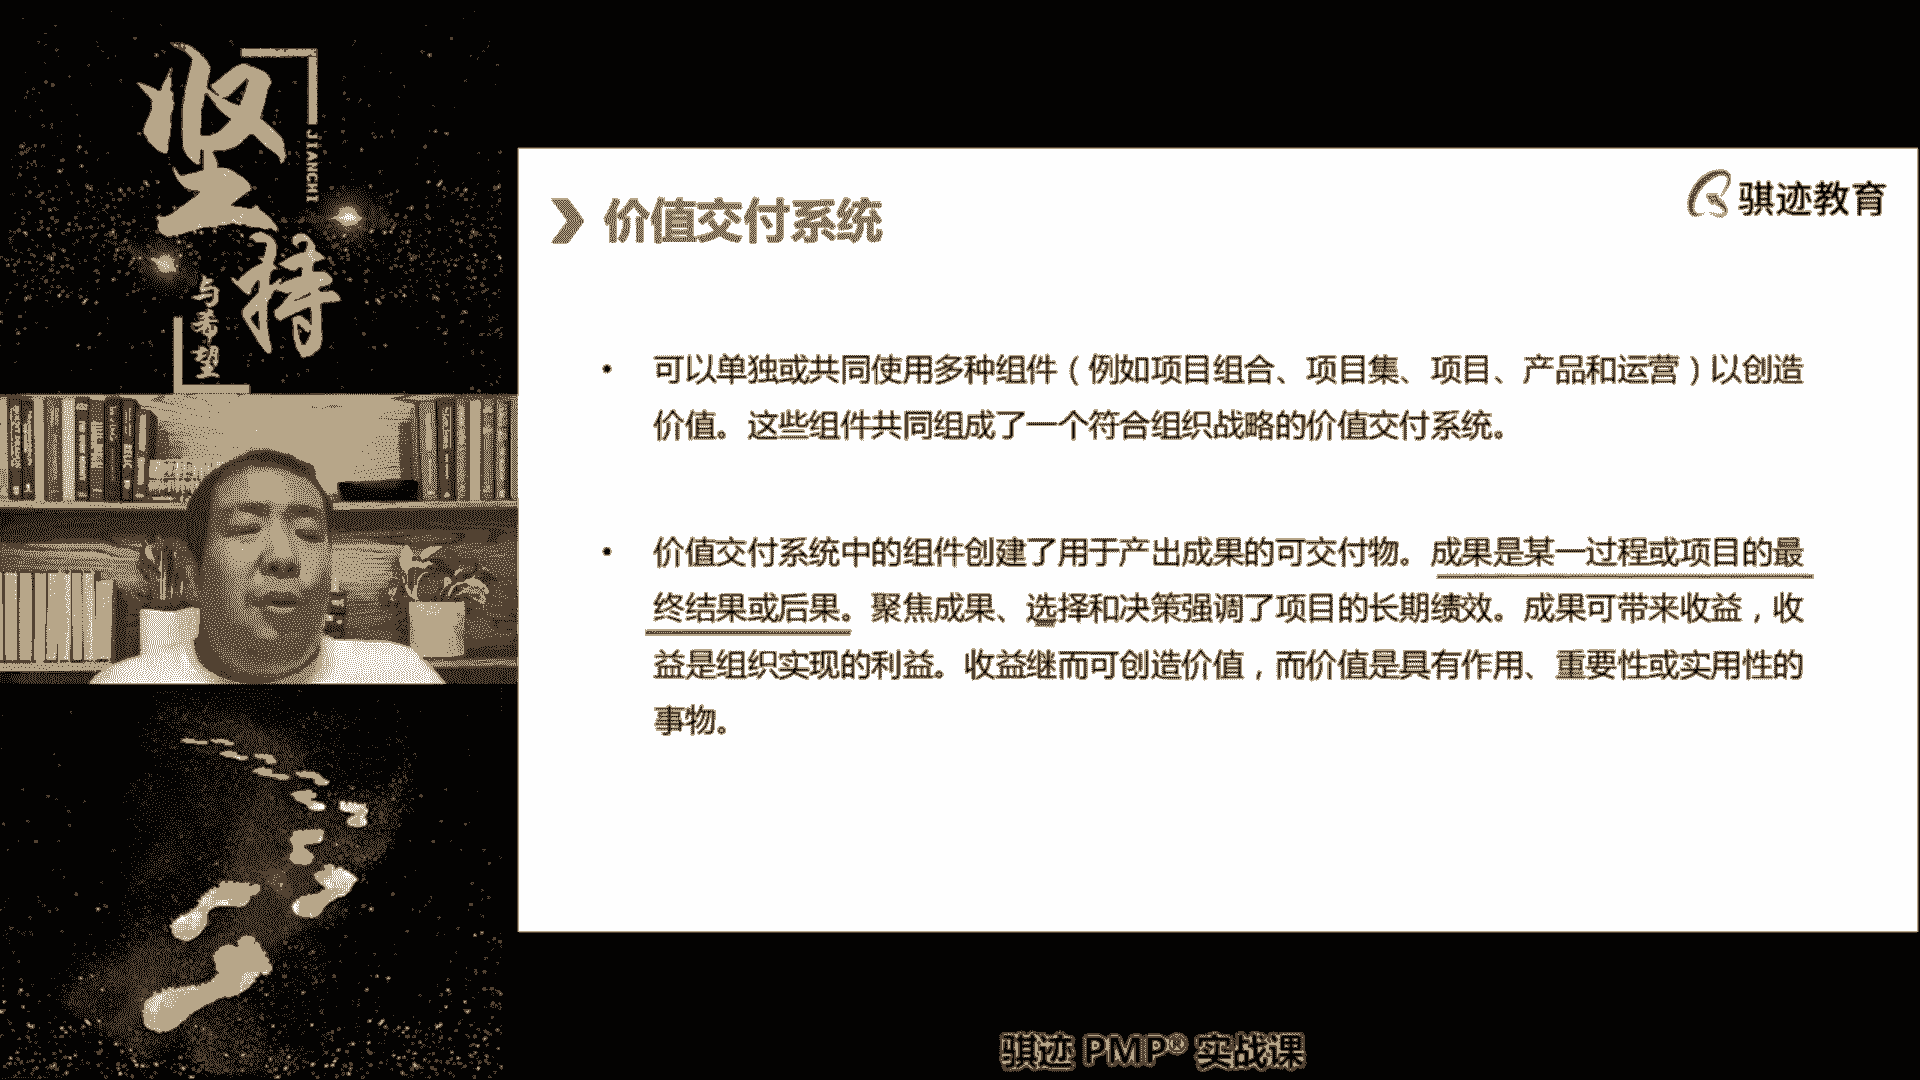 坚持
JIANCHI
与希望
价值交付系统
骐迹教育
• 可以单独或共同使用多种组件（例如项目组合、项目集、项目、产品和运营）以创造
价值。这些组件共同组成了一个符合组织战略的价值交付系统。
• 价值交付系统中的组件创建了用于产出成果的可交付物。成果是某一过程或项目的最
终结果或后果。聚焦成果、选择和决策强调了项目的长期绩效。成果可带来收益，收
益是组织实现的利益。收益继而可创造价值，而价值是具有作用、重要性或实用性的
事物。
骐迹 PMP® 实战课